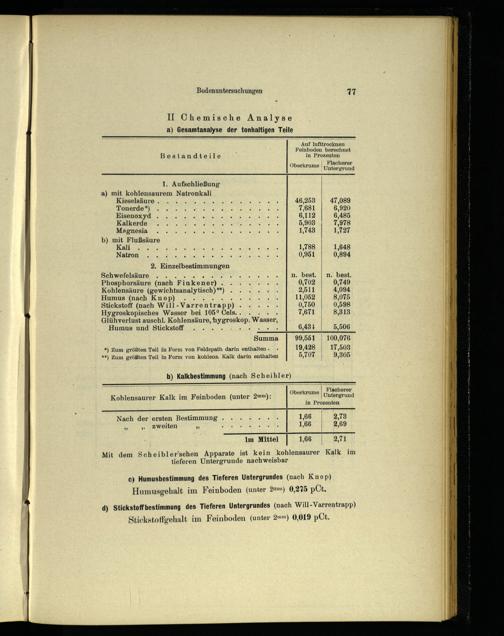 Bodenuntersuchungen 77
II Chemische Analyse
a) Gesamtanalyse der tonhaltigen Teile
Bestandteile
Auf lufttrocknen
Feinboden berechnet
in Prozenten
Oberkrume Flacherer Untergrund
1. Aufschließung
a) mit kohlensaurem Natronkali
Kieselsäure 46,253 47,089
Tonerde*) 7,681 6,920
Eisenoxyd 6,112 6,485
Kalkerde 5,903 7,978
Magnesia 1,743 1,727
b) mit Flußsäure
Kali 1,788 1,648
Natron 0,951 0,894
2. Einzelbestimmungen
Schwefelsäure n. best. n. best.
Phosphorsäure (nach Finkener) 0,702 0,749
Kohlensäure (gewichtsanalytisch)**) 2,511 4,094
Humus (nach Knop) 11,052 8,075
Stickstoff (nach Will-Varrentrapp) 0,750 0,598
Hygroskopisches Wasser bei 105° Cels. 7,671 8,313
Glühverlust auschl. Kohlensäure, hygroskop. Wasser,
Humus und Stickstoff 6,434 5,506
Summa 99,551 100,076
*) Zum größten Teil in Form von Feldspath darin enthalten 19,428 17,503
**) Zum größten Teil in Form von kohlens. Kalk darin enthalten 5,707 9,305
b) Kalkbestimmung (nach Scheibler)
Kohlensaurer Kalk im Feinboden (unter 2mm):
Oberkrume Flacherer Untergrund
in Prozenten
Nach der ersten Bestimmung 1,66 2,73
„ „ zweiten „ 1,66 2,69
im Mittel 1,66 2,71
Mit dem Scheibler'schen Apparate ist kein kohlensaurer Kalk im
tieferen Untergrunde nachweisbar
c) Humusbestimmung des Tieferen Untergrundes (nach Knop)
Humusgehalt im Feinboden (unter 2mm) 0,275 pCt.
d) Stickstoffbestimmung des Tieferen Untergrundes (nach Will-Varrentrapp)
Stickstoffgehalt im Feinboden (unter 2mm) 0,019 pCt.